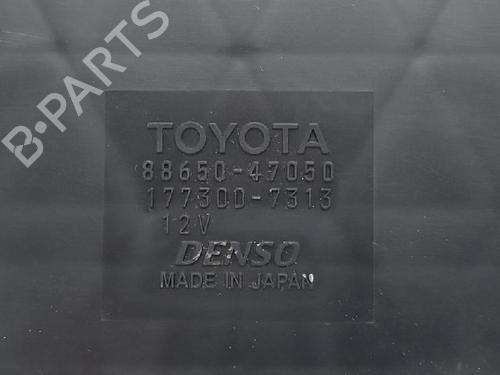 B-PARTS
TOYOTA
88650-47050
177300-7313
12V
DENSO
MADE IN JAPAN